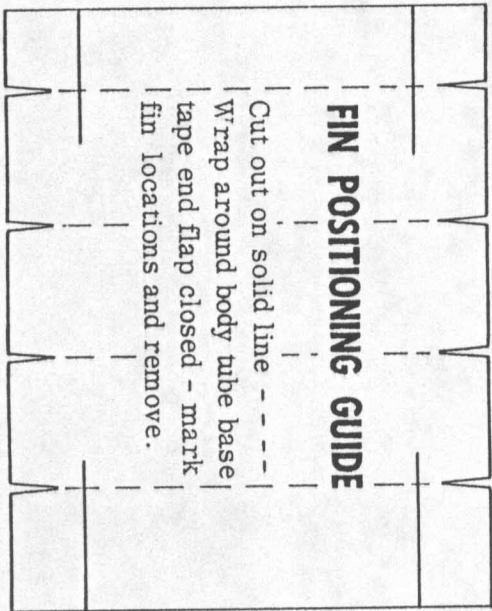 FIN POSITIONING GUIDE
Cut out on solid line - - - -
Wrap around body tube base
tape end flap closed - mark
fin locations and remove.